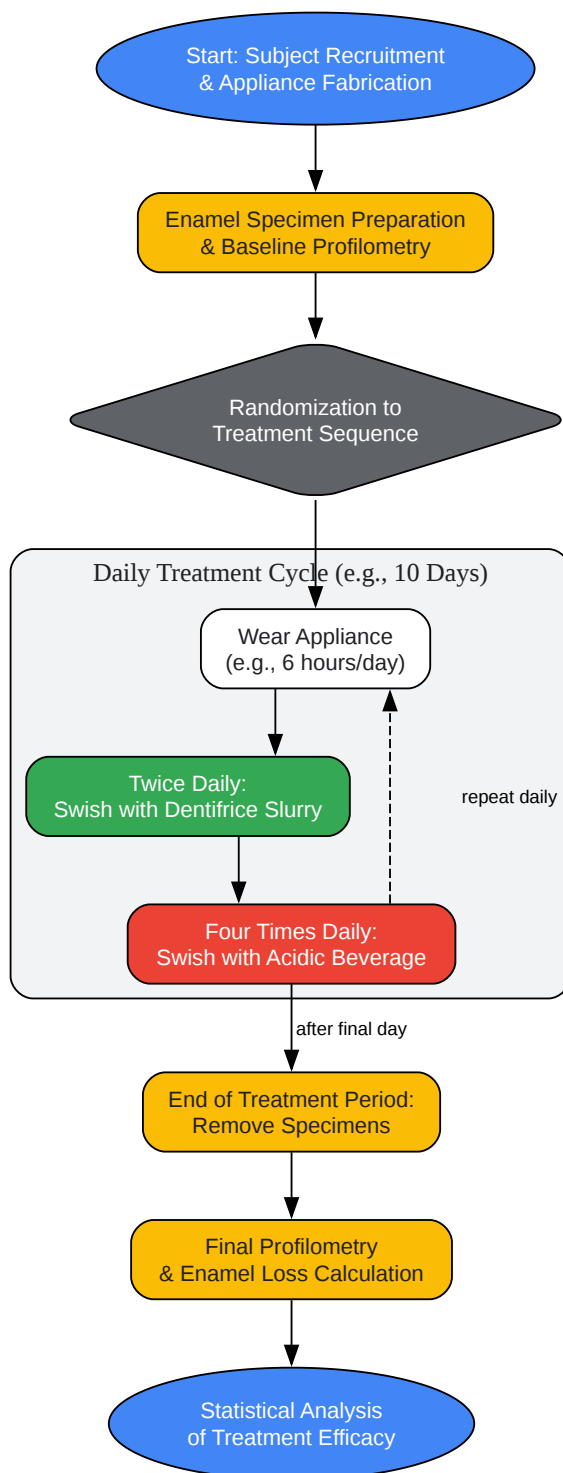 Start: Subject Recruitment
& Appliance Fabrication
Enamel Specimen Preparation
& Baseline Profilometry
Randomization to
Treatment Sequence
Daily Treatment Cycle (e.g., 10 Days)
Wear Appliance
(e.g., 6 hours/day)
Twice Daily:
Swish with Dentifrice Slurry
repeat daily
Four Times Daily:
Swish with Acidic Beverage
after final day
End of Treatment Period:
Remove Specimens
Final Profilometry
& Enamel Loss Calculation
Statistical Analysis
of Treatment Efficacy